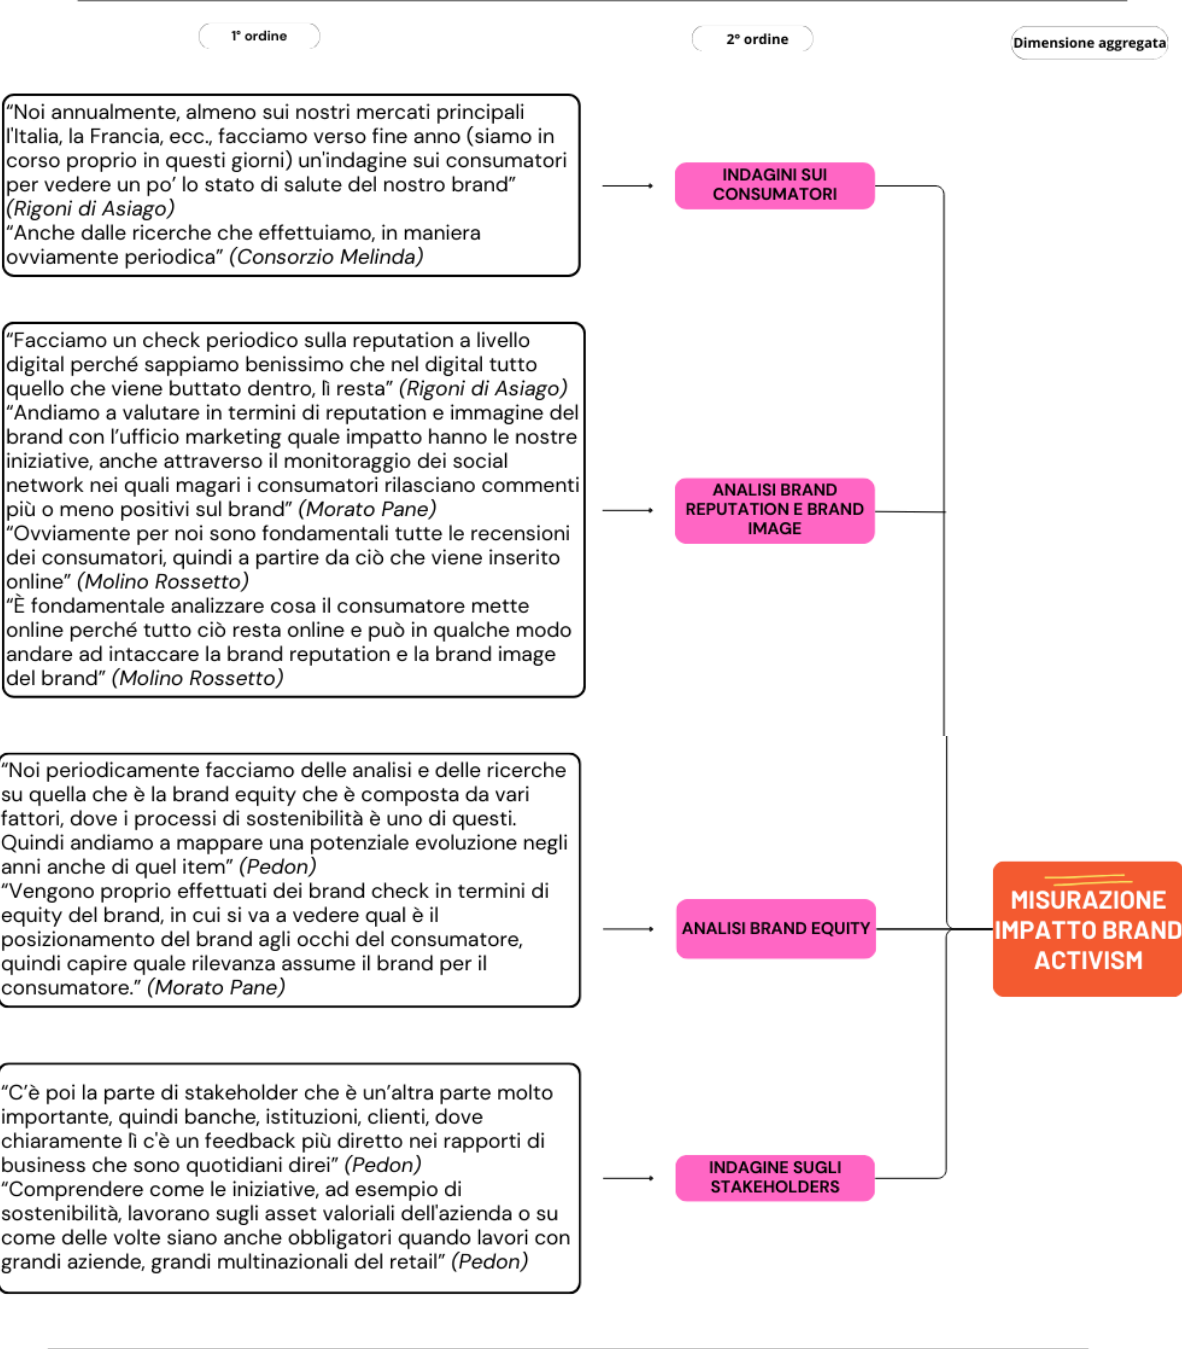 1° ordine
2° ordine
Dimensione aggregata
“Noi annualmente, almeno sui nostri mercati principali
l'Italia, la Francia, ecc., facciamo verso fine anno (siamo in
corso proprio in questi giorni) un'indagine sui consumatori
per vedere un po’ lo stato di salute del nostro brand”
(Rigoni di Asiago)
“Anche dalle ricerche che effettuiamo, in maniera
ovviamente periodica” (Consorzio Melinda)
INDAGINI SUI
CONSUMATORI
“Facciamo un check periodico sulla reputation a livello
digital perché sappiamo benissimo che nel digital tutto
quello che viene buttato dentro, lì resta” (Rigoni di Asiago)
“Andiamo a valutare in termini di reputation e immagine del
brand con l’ufficio marketing quale impatto hanno le nostre
iniziative, anche attraverso il monitoraggio dei social
network nei quali magari i consumatori rilasciano commenti
più o meno positivi sul brand” (Morato Pane)
“Ovviamente per noi sono fondamentali tutte le recensioni
dei consumatori, quindi a partire da ciò che viene inserito
online” (Molino Rossetto)
“È fondamentale analizzare cosa il consumatore mette
online perché tutto ciò resta online e può in qualche modo
andare ad intaccare la brand reputation e la brand image
del brand” (Molino Rossetto)
ANALISI BRAND
REPUTATION E BRAND
IMAGE
“Noi periodicamente facciamo delle analisi e delle ricerche
su quella che è la brand equity che è composta da vari
fattori, dove i processi di sostenibilità è uno di questi.
Quindi andiamo a mappare una potenziale evoluzione negli
anni anche di quel item” (Pedon)
“Vengono proprio effettuati dei brand check in termini di
equity del brand, in cui si va a vedere qual è il
posizionamento del brand agli occhi del consumatore,
quindi capire quale rilevanza assume il brand per il
consumatore.” (Morato Pane)
ANALISI BRAND EQUITY
MISURAZIONE
IMPATTO BRAND
ACTIVISM
“C’è poi la parte di stakeholder che è un’altra parte molto
importante, quindi banche, istituzioni, clienti, dove
chiaramente lì c'è un feedback più diretto nei rapporti di
business che sono quotidiani direi” (Pedon)
“Comprendere come le iniziative, ad esempio di
sostenibilità, lavorano sugli asset valoriali dell'azienda o su
come delle volte siano anche obbligatori quando lavori con
grandi aziende, grandi multinazionali del retail” (Pedon)
INDAGINE SUGLI
STAKEHOLDERS